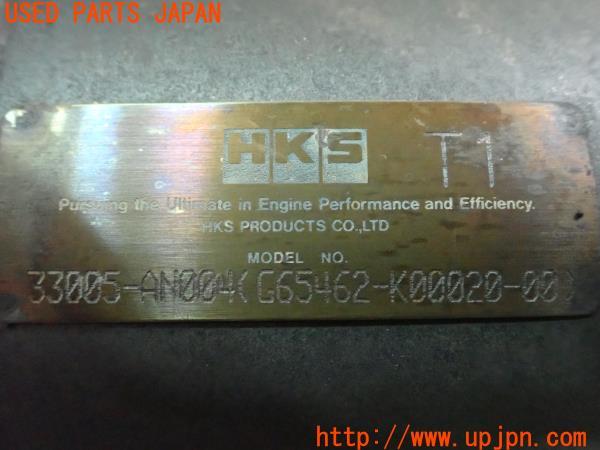 USED PARTS JAPAN
HKS T1
Pursuing the Ultimate in Engine Performance and Efficiency.
HKS PRODUCTS CO.,LTD
MODEL NO.
33005-AN004(G65462-K00020-00)
http://www.upjpn.com/